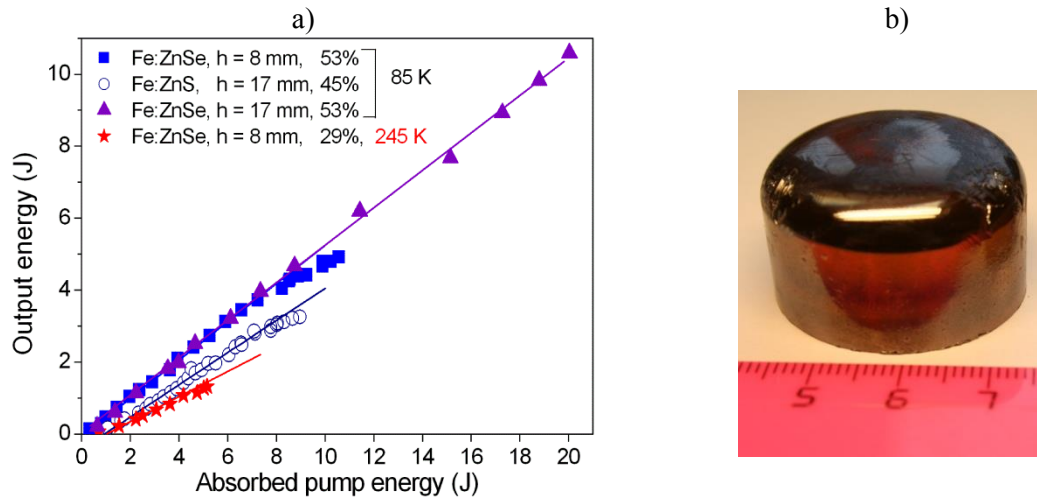 a)
b)
Output energy (J)
10
8
6
4
2
0
Fe:ZnSe, h = 8 mm, 53%
Fe:ZnS, h = 17 mm, 45%
Fe:ZnSe, h = 17 mm, 53%
85 K
Fe:ZnSe, h = 8 mm, 29%, 245 K
0 2 4 6 8 10 12 14 16 18 20
Absorbed pump energy (J)
5 6 7